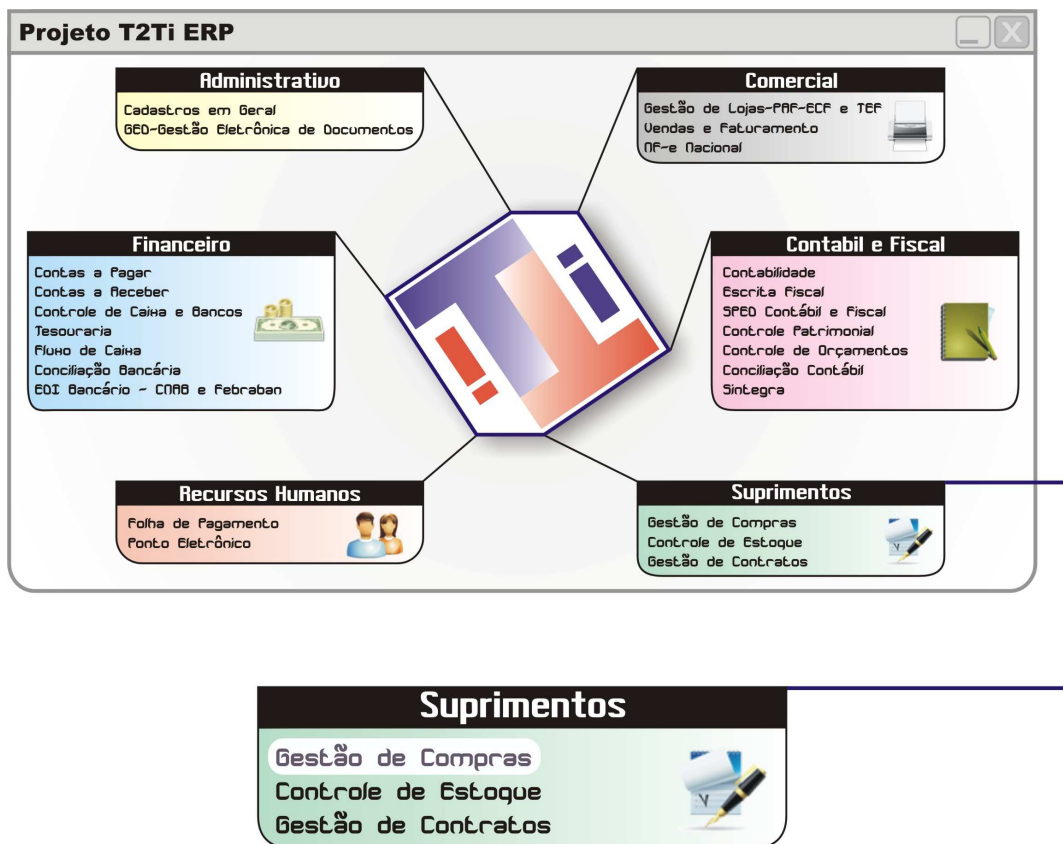 Projeto T2Ti ERP
Administrativo
Cadastros em Geral
GED-Gestão Eletrônica de Documentos
Comercial
Gestão de Lojas-PAF-ECF e TEF
Vendas e Faturamento
NF-e Nacional
Financeiro
Contas a Pagar
Contas a Receber
Controle de Caixa e Bancos
Tesouraria
Fluxo de Caixa
Conciliação Bancária
EDI Bancário - CNAB e Febraban
Contabil e Fiscal
Contabilidade
Escrita Fiscal
SPED Contábil e Fiscal
Controle Patrimonial
Controle de Orçamentos
Conciliação Contábil
Sintegra
Recursos Humanos
Folha de Pagamento
Ponto Eletrônico
Suprimentos
Gestão de Compras
Controle de Estoque
Gestão de Contratos
Suprimentos
Gestão de Compras
Controle de Estoque
Gestão de Contratos